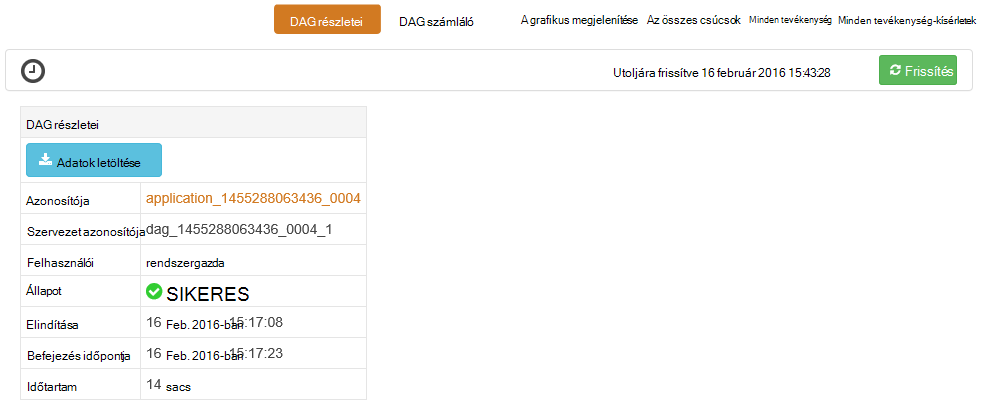 DAG részletei DAG számláló A grafikus megjelenítése Az összes csúcsok Minden tevékenység Minden tevékenység-kísérletek
Utoljára frissítve 16 február 2016 15:43:28 Frissítés
DAG részletei
Adatok letöltése
Azonosítója application_1455288063436_0004
Szervezet azonosítója dag_1455288063436_0004_1
Felhasználói rendszergazda
Állapot SIKERES
Elindítása 16 Feb. 2016-ban 15:17:08
Befejezés időpontja 16 Feb. 2016-ban 15:17:23
Időtartam 14 sacs